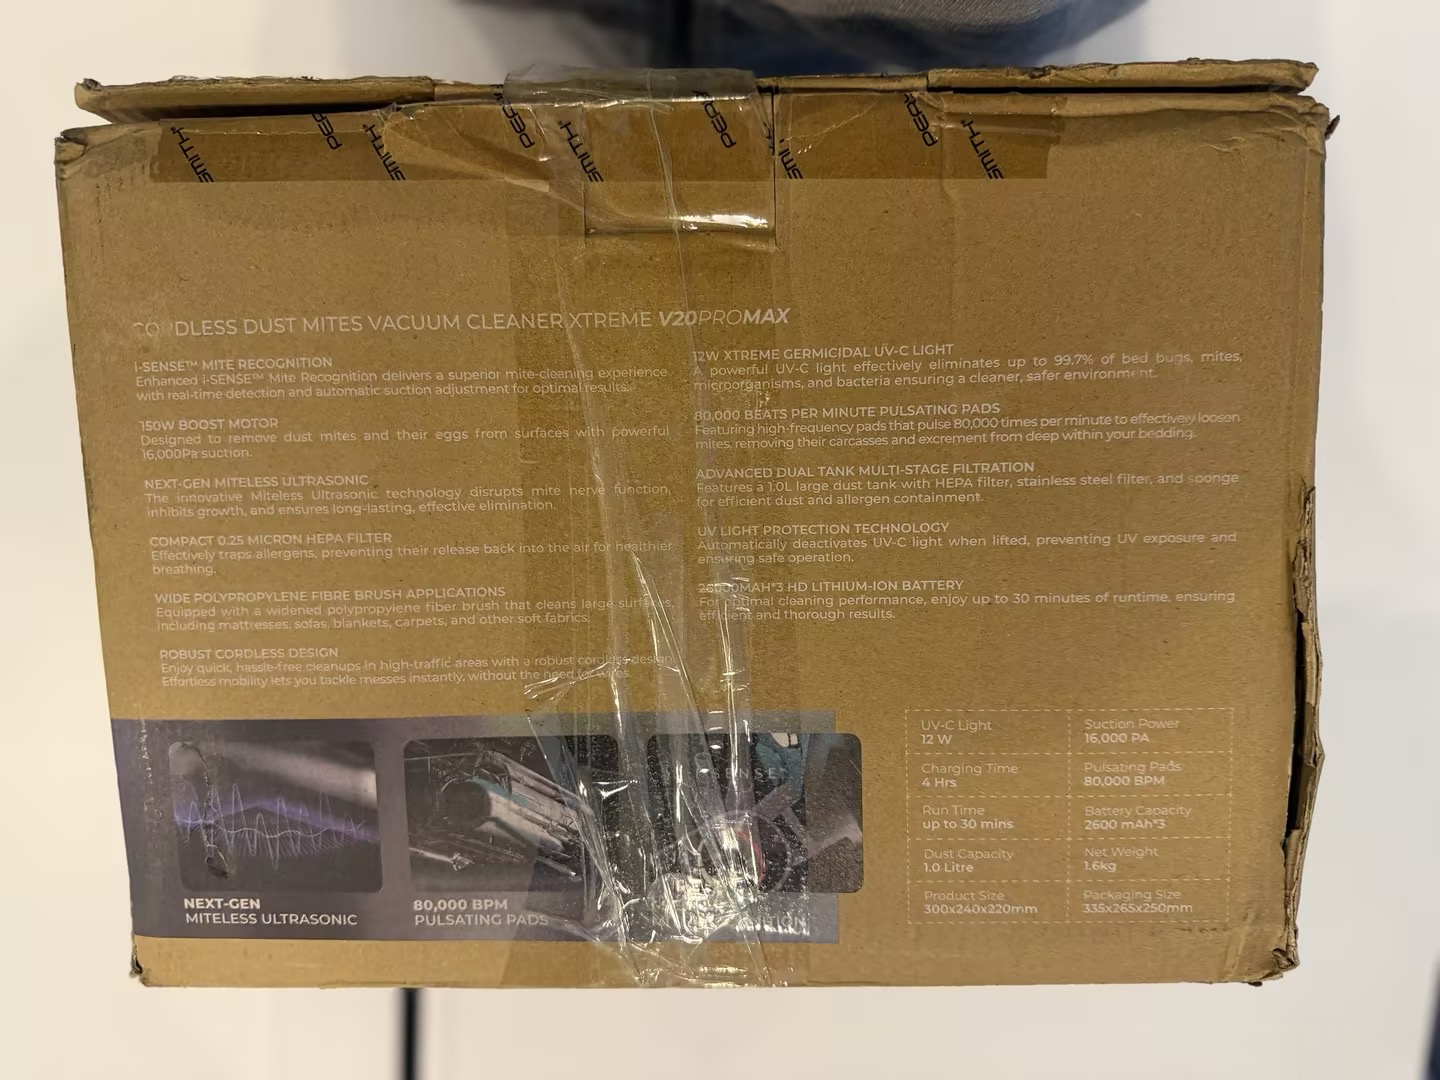 SMITH+
PERRY
SMITH+
PERRY
SMITH+
PERRY
SMITH+
PERRY
SMITH+
DLESS DUST MITES VACUUM CLEANER XTREME V20PROMAX
i-SENSE™ MITE RECOGNITION
Enhanced i-SENSE™ Mite Recognition delivers a superior mite-cleaning experience
with real-time detection and automatic suction adjustment for optimal results.
150W BOOST MOTOR
Designed to remove dust mites and their eggs from surfaces with powerful
16,000Pa suction.
NEXT-GEN MITELESS ULTRASONIC
The innovative Miteless Ultrasonic technology disrupts mite nerve function,
inhibits growth, and ensures long-lasting, effective elimination.
COMPACT 0.25 MICRON HEPA FILTER
Effectively traps allergens, preventing their release back into the air for healthier
breathing.
WIDE POLYPROPYLENE FIBRE BRUSH APPLICATIONS
Equipped with a widened polypropylene fiber brush that cleans large surfaces,
including mattresses, sofas, blankets, carpets, and other soft fabrics.
ROBUST CORDLESS DESIGN
Enjoy quick, hassle-free cleanups in high-traffic areas with a robust cordless design.
Effortless mobility lets you tackle messes instantly, without the need for wires.
12W XTREME GERMICIDAL UV-C LIGHT
A powerful UV-C light effectively eliminates up to 99.7% of bed bugs, mites,
microorganisms, and bacteria ensuring a cleaner, safer environment.
80,000 BEATS PER MINUTE PULSATING PADS
Featuring high-frequency pads that pulse 80,000 times per minute to effectively loosen
mites, removing their carcasses and excrement from deep within your bedding.
ADVANCED DUAL TANK MULTI-STAGE FILTRATION
Features a 1.0L large dust tank with HEPA filter, stainless steel filter, and sponge
for efficient dust and allergen containment.
UV LIGHT PROTECTION TECHNOLOGY
Automatically deactivates UV-C light when lifted, preventing UV exposure and
ensuring safe operation.
HD LITHIUM-ION BATTERY
For optimal cleaning performance, enjoy up to 30 minutes of runtime, ensuring
efficient and thorough results.
NEXT-GEN
MITELESS ULTRASONIC
80,000 BPM
PULSATING PADS
SENSE
UV-C Light
12 W
Suction Power
16,000 PA
Charging Time
4 Hrs
Pulsating Pads
80,000 BPM
Run Time
up to 30 mins
Battery Capacity
2600 mAh*3
Dust Capacity
1.0 Litre
Net Weight
1.6kg
Product Size
300x240x220mm
Packaging Size
335x265x250mm